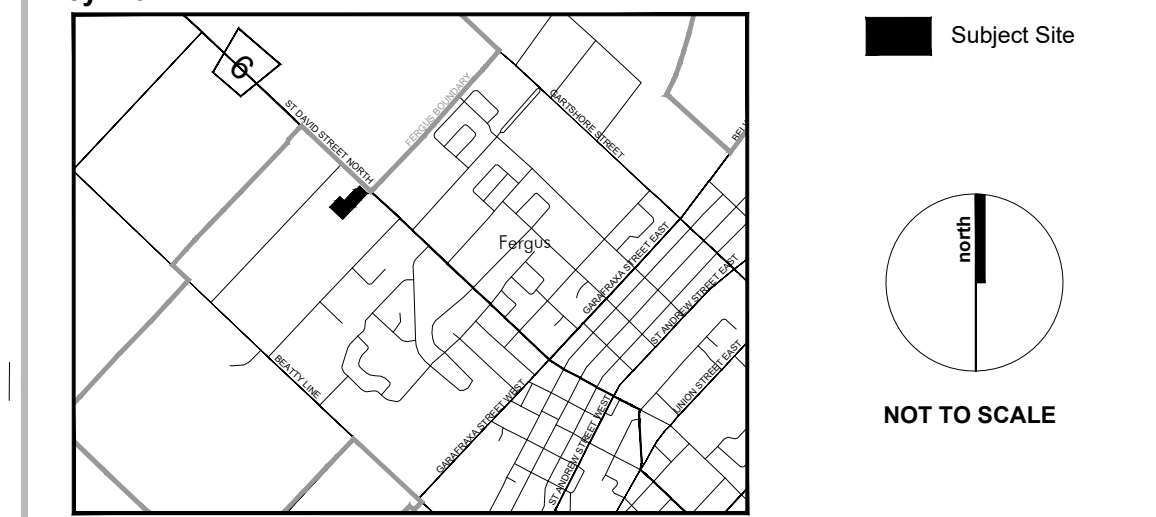 Subject Site
6
ST DAVID STREET NORTH
FERGUS BOUNDARY
GARTSHORE STREET
Fergus
GARAFRAXA STREET EAST
ST ANDREW STREET EAST
UNION STREET EAST
BEATTY LINE
GARAFRAXA STREET WEST
ST ANDREW STREET WEST
north
NOT TO SCALE